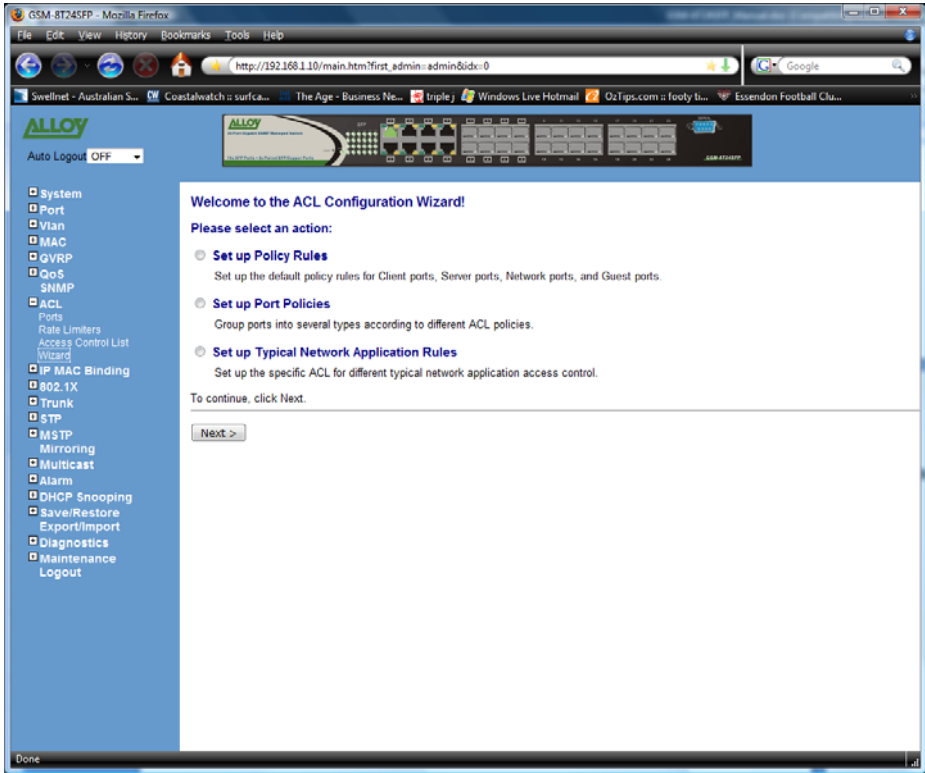 GSM-8T24SFP - Mozilla Firefox
File Edit View History Bookmarks Tools Help
http://192.168.1.10/main.htm?first_admin=admin&idx=0
Google
Swellnet - Australian S... CW Coastalwatch :: surfca... The Age - Business Ne... triple j Windows Live Hotmail OzTips.com :: footy ti... Essendon Football Clu...
ALLOY
Auto Logout OFF
ALLOY
System
Port
Vlan
MAC
GVRP
QoS
SNMP
ACL
Ports
Rate Limiters
Access Control List
Wizard
IP MAC Binding
802.1X
Trunk
STP
MSTP
Mirroring
Multicast
Alarm
DHCP Snooping
Save/Restore
Export/Import
Diagnostics
Maintenance
Logout
Welcome to the ACL Configuration Wizard!
Please select an action:
Set up Policy Rules
Set up the default policy rules for Client ports, Server ports, Network ports, and Guest ports.
Set up Port Policies
Group ports into several types according to different ACL policies.
Set up Typical Network Application Rules
Set up the specific ACL for different typical network application access control.
To continue, click Next.
Next >
Done